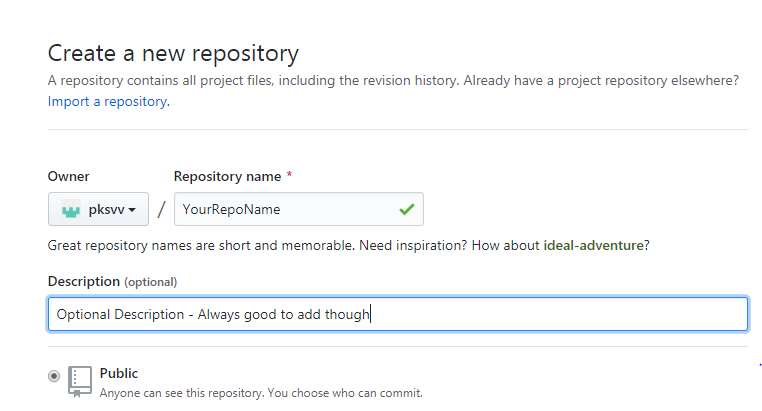 Create a new repository
A repository contains all project files, including the revision history. Already have a project repository elsewhere?
Import a repository.
Owner
Repository name *
pksvv
/
YourRepoName
Great repository names are short and memorable. Need inspiration? How about ideal-adventure?
Description (optional)
Optional Description - Always good to add though
Public
Anyone can see this repository. You choose who can commit.